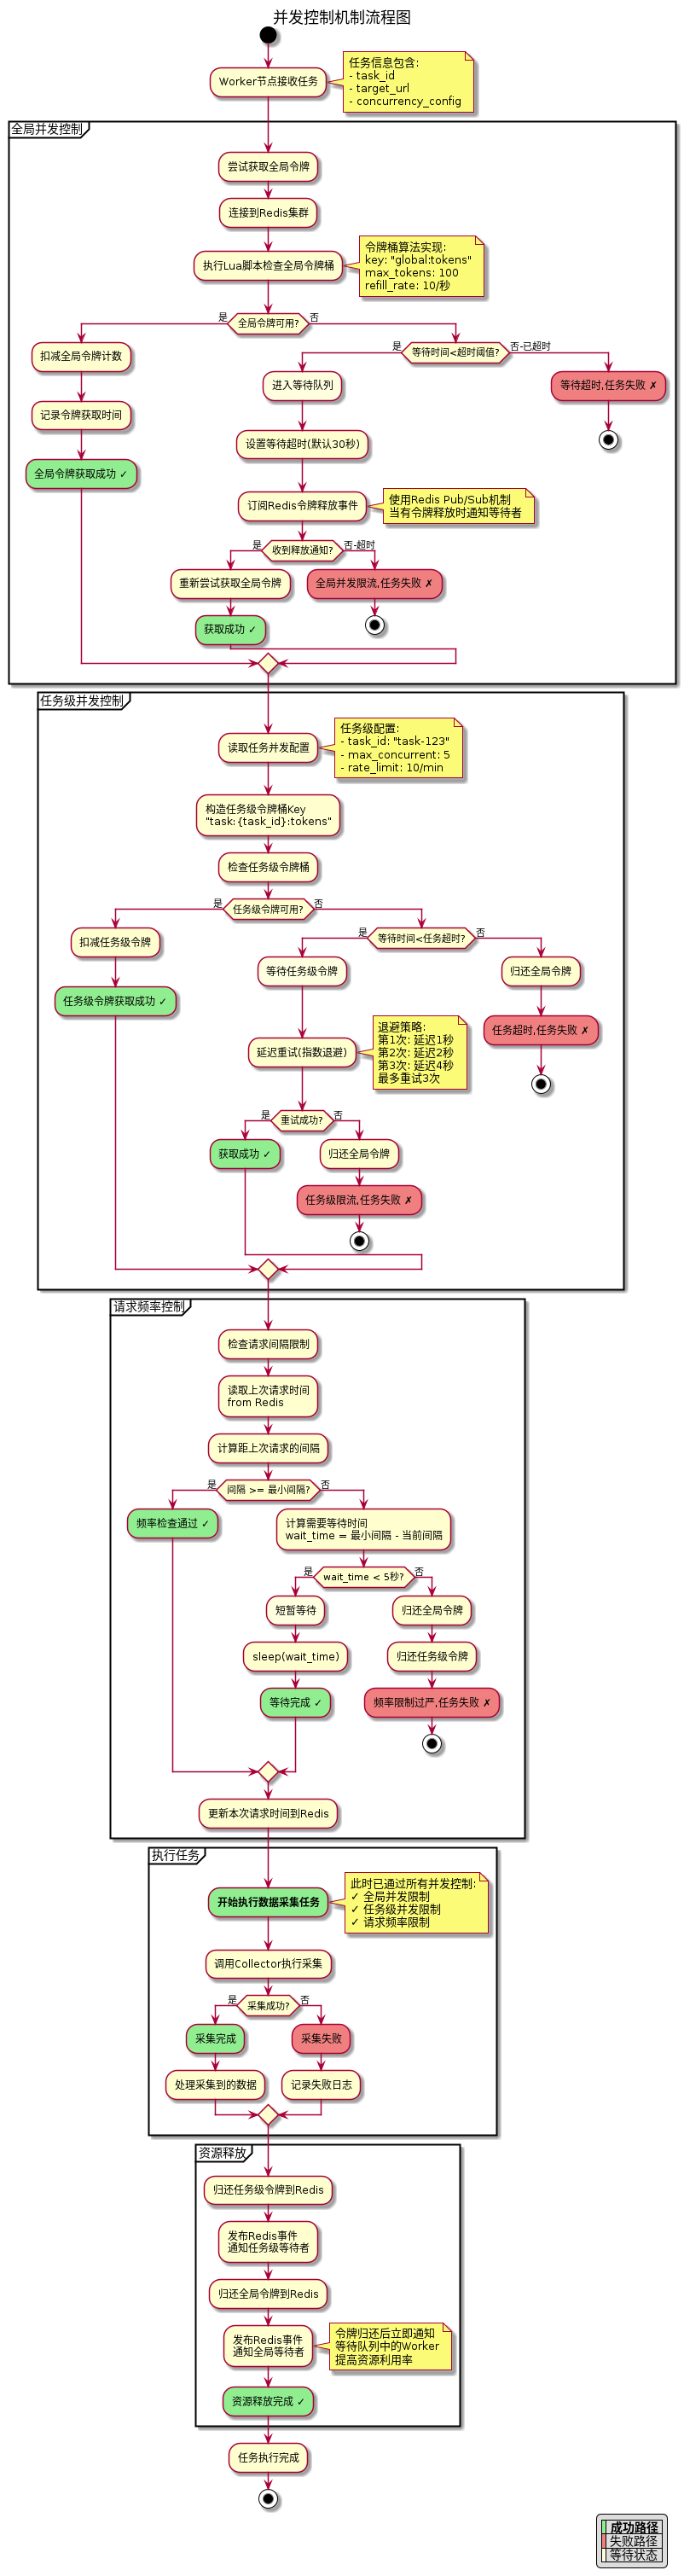 并发控制机制流程图
Worker节点接收任务
任务信息包含:
- task_id
- target_url
- concurrency_config
全局并发控制
尝试获取全局令牌
连接到Redis集群
执行Lua脚本检查全局令牌桶
令牌桶算法实现:
key: "global:tokens"
max_tokens: 100
refill_rate: 10/秒
是
全局令牌可用?
否
扣减全局令牌计数
记录令牌获取时间
全局令牌获取成功 ✓
是
等待时间<超时阈值?
否-已超时
进入等待队列
设置等待超时(默认30秒)
订阅Redis令牌释放事件
使用Redis Pub/Sub机制
当有令牌释放时通知等待者
是
收到释放通知?
否-超时
重新尝试获取全局令牌
获取成功 ✓
全局并发限流,任务失败 ✗
等待超时,任务失败 ✗
任务级并发控制
读取任务并发配置
任务级配置:
- task_id: "task-123"
- max_concurrent: 5
- rate_limit: 10/min
构造任务级令牌桶Key
"task:{task_id}:tokens"
检查任务级令牌桶
是
任务级令牌可用?
否
扣减任务级令牌
任务级令牌获取成功 ✓
是
等待时间<任务超时?
否
等待任务级令牌
延迟重试(指数退避)
退避策略:
第1次: 延迟1秒
第2次: 延迟2秒
第3次: 延迟4秒
最多重试3次
是
重试成功?
否
获取成功 ✓
归还全局令牌
任务级限流,任务失败 ✗
归还全局令牌
任务超时,任务失败 ✗
请求频率控制
检查请求间隔限制
读取上次请求时间
from Redis
计算距上次请求的间隔
是
间隔 >= 最小间隔?
否
频率检查通过 ✓
计算需要等待时间
wait_time = 最小间隔 - 当前间隔
是
wait_time < 5秒?
否
短暂等待
sleep(wait_time)
等待完成 ✓
归还全局令牌
归还任务级令牌
频率限制过严,任务失败 ✗
更新本次请求时间到Redis
执行任务
开始执行数据采集任务
此时已通过所有并发控制:
✓ 全局并发限制
✓ 任务级并发限制
✓ 请求频率限制
调用Collector执行采集
是
采集成功?
否
采集完成
处理采集到的数据
采集失败
记录失败日志
资源释放
归还任务级令牌到Redis
发布Redis事件
通知任务级等待者
归还全局令牌到Redis
发布Redis事件
通知全局等待者
令牌归还后立即通知
等待队列中的Worker
提高资源利用率
资源释放完成 ✓
任务执行完成
成功路径
失败路径
等待状态